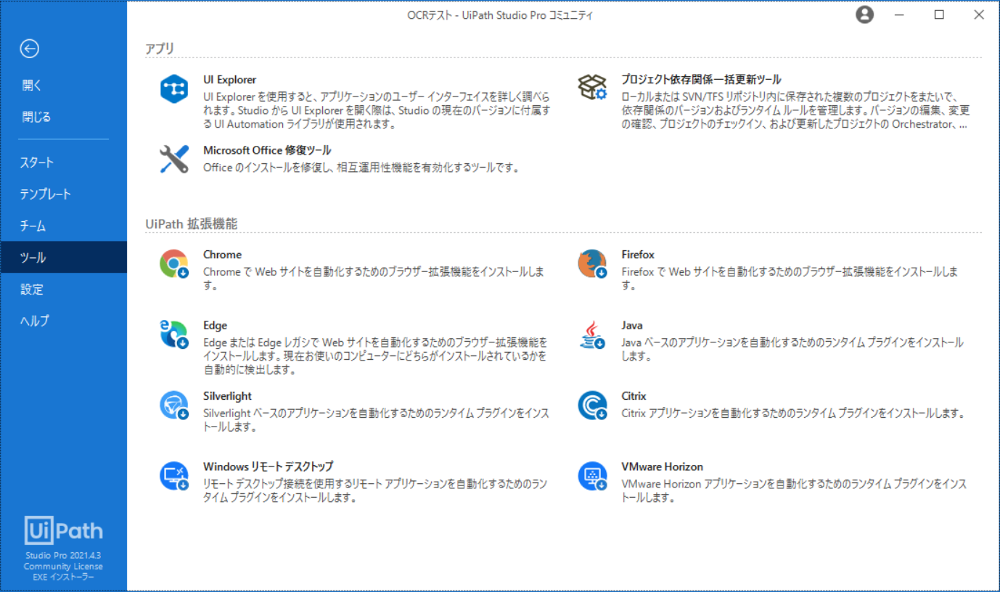 OCRテスト - UiPath Studio Pro コミュニティ
開く
閉じる
スタート
テンプレート
チーム
ツール
設定
ヘルプ
UiPath
Studio Pro 2021.4.3
Community License
EXE インストーラー
アプリ
UI Explorer
UI Explorer を使用すると、アプリケーションのユーザー インターフェイスを詳しく調べら
れます。Studio から UI Explorer を開く際は、Studio の現在のバージョンに付属す
る UI Automation ライブラリが使用されます。
プロジェクト依存関係一括更新ツール
ローカルまたは SVN/TFS リポジトリ内に保存された複数のプロジェクトをまたいで、
依存関係のバージョンおよびランタイム ルールを管理します。バージョンの編集、変更
の確認、プロジェクトのチェックイン、および更新したプロジェクトの Orchestrator、...
Microsoft Office 修復ツール
Office のインストールを修復し、相互運用性機能を有効化するツールです。
UiPath 拡張機能
Chrome
Chrome で Web サイトを自動化するためのブラウザー拡張機能をインストールしま
す。
Firefox
Firefox で Web サイトを自動化するためのブラウザー拡張機能をインストールしま
す。
Edge
Edge または Edge レガシで Web サイトを自動化するためのブラウザー拡張機能を
インストールします。現在お使いのコンピューターにどちらがインストールされているかを
自動的に検出します。
Java
Java ベースのアプリケーションを自動化するためのランタイム プラグインをインストール
します。
Silverlight
Silverlight ベースのアプリケーションを自動化するためのランタイム プラグインをインス
トールします。
Citrix
Citrix アプリケーションを自動化するためのランタイム プラグインをインストールします。
Windows リモート デスクトップ
リモート デスクトップ接続を使用するリモート アプリケーションを自動化するためのラン
タイム プラグインをインストールします。
VMware Horizon
VMware Horizon アプリケーションを自動化するためのランタイム プラグインをインス
トールします。